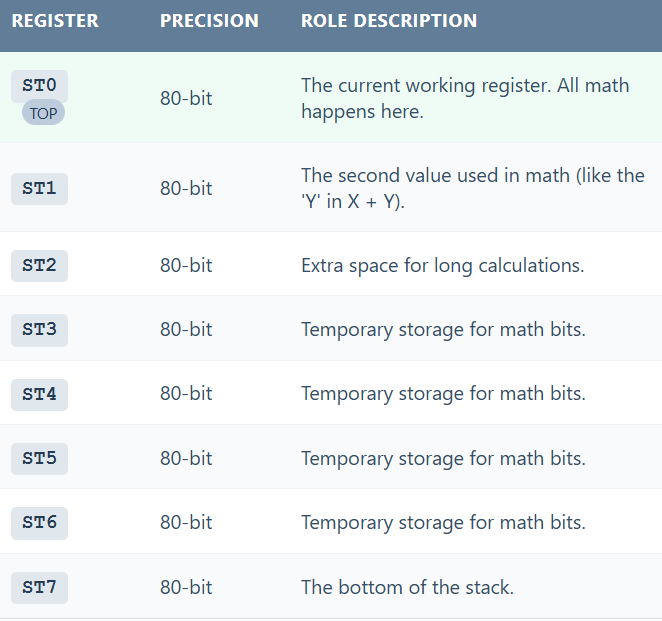 REGISTER PRECISION ROLE DESCRIPTION
ST0
TOP
80-bit
The current working register. All math
happens here.
ST1
80-bit
The second value used in math (like the
'Y' in X + Y).
ST2 80-bit Extra space for long calculations.
ST3 80-bit Temporary storage for math bits.
ST4 80-bit Temporary storage for math bits.
ST5 80-bit Temporary storage for math bits.
ST6 80-bit Temporary storage for math bits.
ST7 80-bit The bottom of the stack.